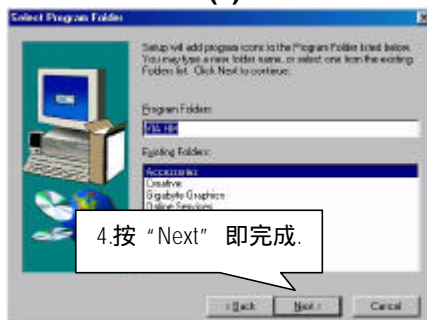 Select Program Folder
Setup will add program icons to the Program Folder listed below.
You may type a new folder name, or select one from the existing
Folders list. Click Next to continue.
Program Folders:
Existing Folders:
Accessories
Creative
Gigabyte Graphics
Online Services
4.按 “Next” 即完成.
< Back
Next >
Cancel